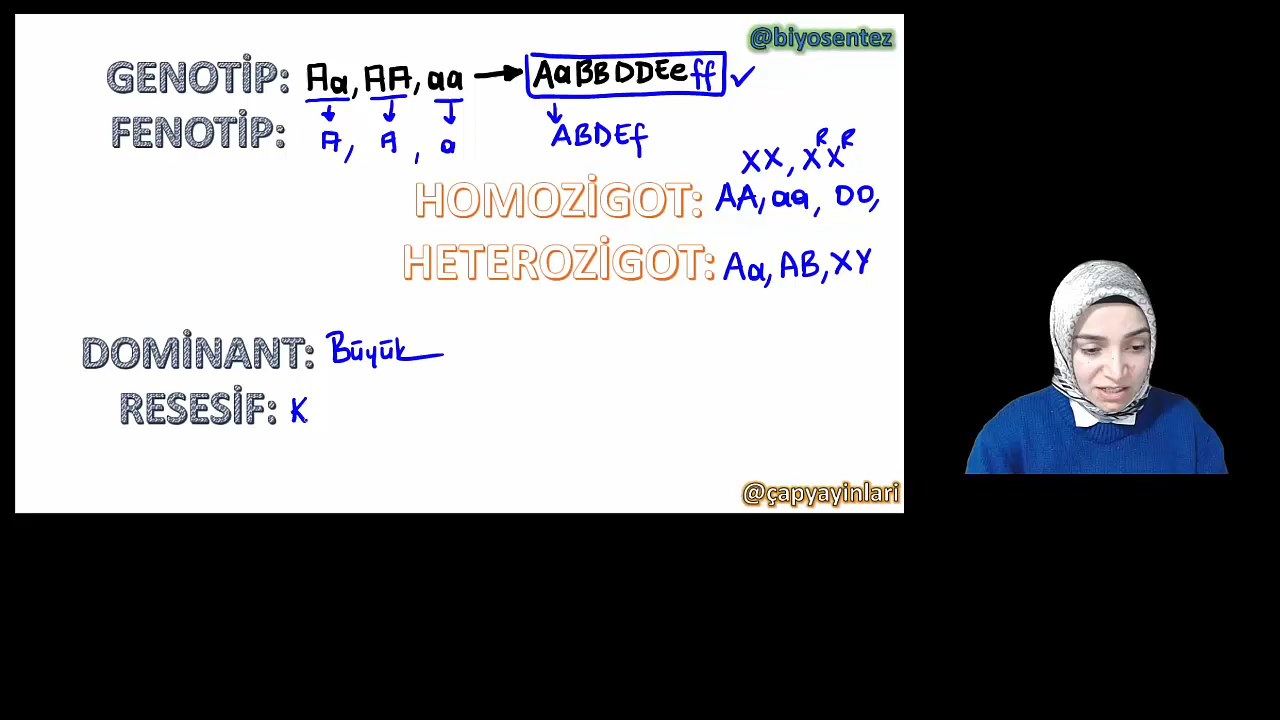 @biyosentez
GENOTİP: Aa, AA, aa → AaBBDDEeff ✓
FENOTİP: A, A, a ABDEf
XX, XᴿXᴿ
HOMOZİGOT: AA, aa, DD,
HETEROZİGOT: Aa, AB, XY
DOMİNANT: Büyük
RESESİF: K
@çapyayinlari